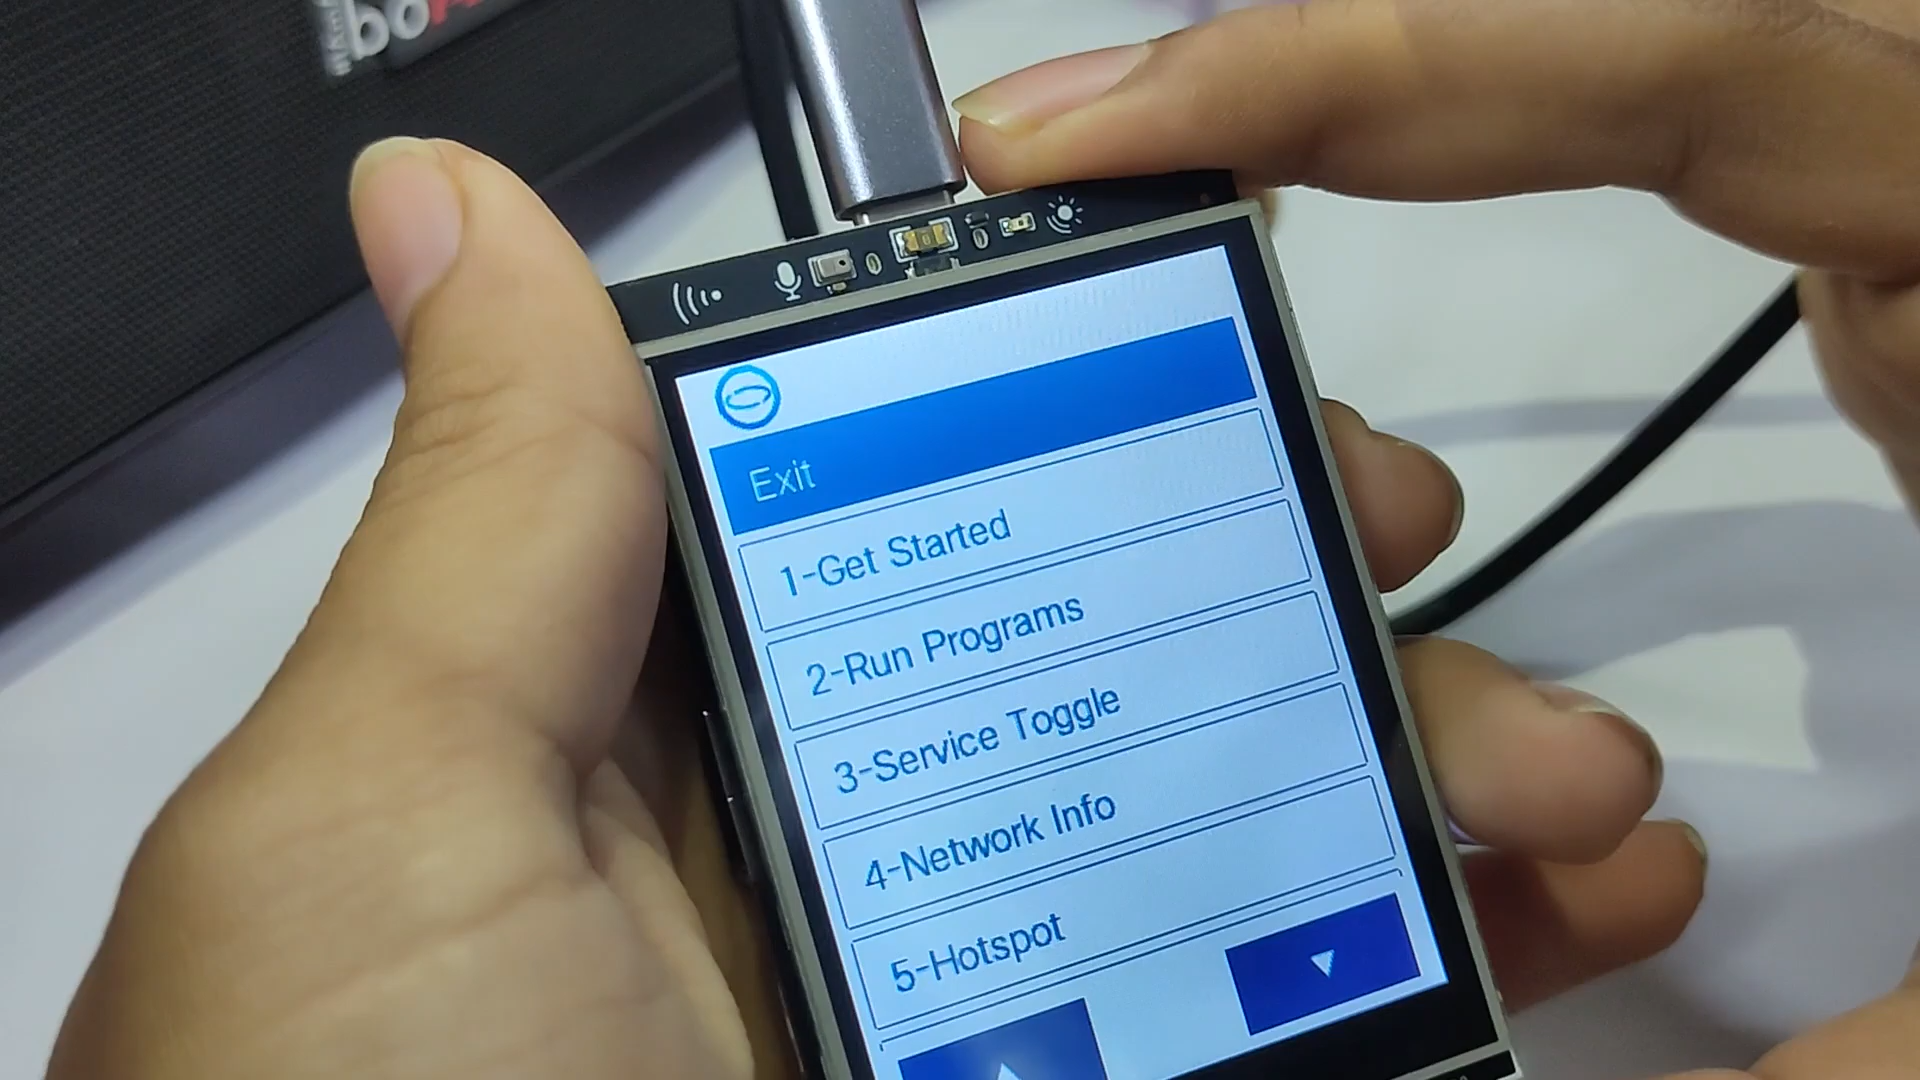 Exit
1-Get Started
2-Run Programs
3-Service Toggle
4-Network Info
5-Hotspot